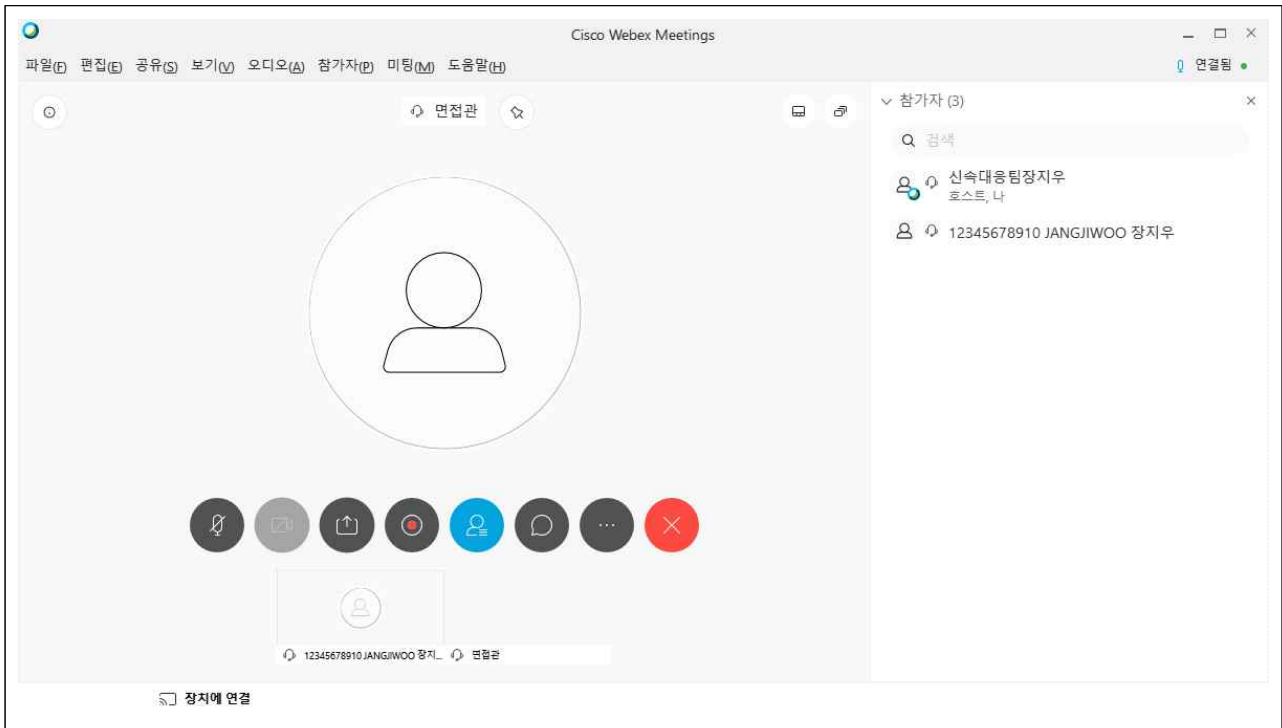 Cisco Webex Meetings
파일(F) 편집(E) 공유(S) 보기(V) 오디오(A) 참가자(P) 미팅(M) 도움말(H) 연결됨
면접관
참가자 (3)
검색
신속대응팀장지우
호스트, 나
12345678910 JANGJIWOO 장지우
12345678910 JANGJIWOO 장지... 면접관
장치에 연결